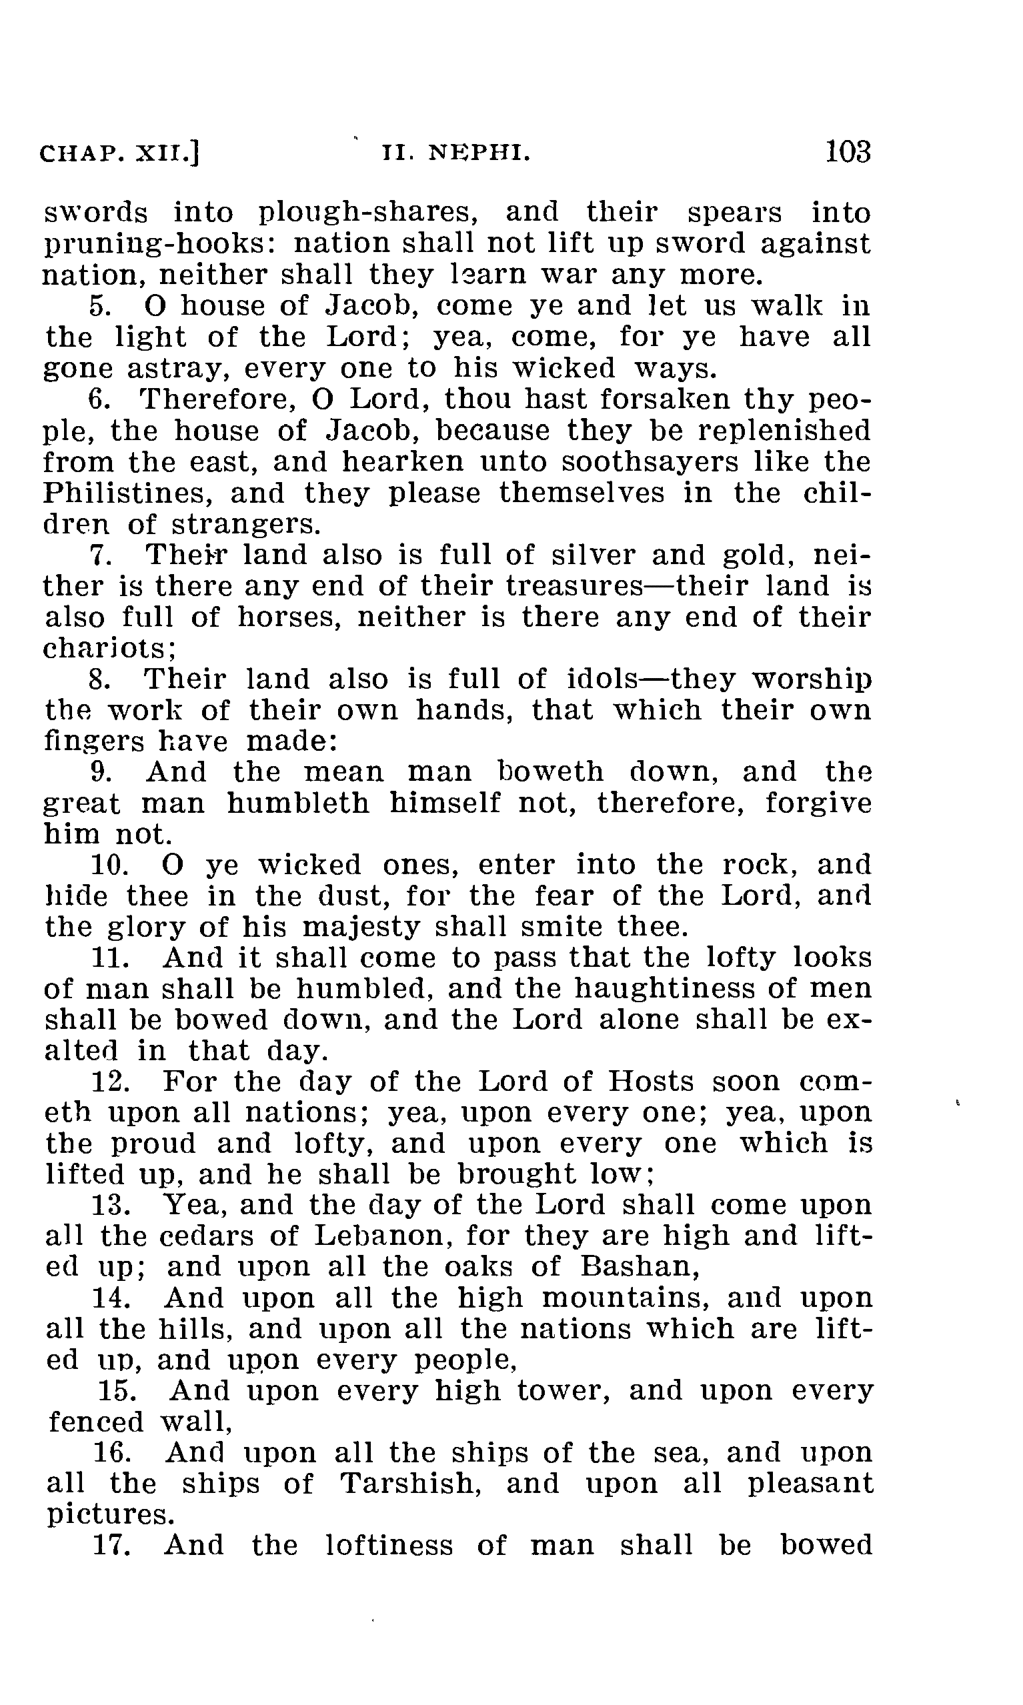 CHAP. XII.] II. NEPHI. 103
swords into plough-shares, and their spears into
pruning-hooks: nation shall not lift up sword against
nation, neither shall they learn war any more.
5. O house of Jacob, come ye and let us walk in
the light of the Lord; yea, come, for ye have all
gone astray, every one to his wicked ways.
6. Therefore, O Lord, thou hast forsaken thy peo-
ple, the house of Jacob, because they be replenished
from the east, and hearken unto soothsayers like the
Philistines, and they please themselves in the chil-
dren of strangers.
7. Their land also is full of silver and gold, nei-
ther is there any end of their treasures—their land is
also full of horses, neither is there any end of their
chariots;
8. Their land also is full of idols—they worship
the work of their own hands, that which their own
fingers have made:
9. And the mean man boweth down, and the
great man humbleth himself not, therefore, forgive
him not.
10. O ye wicked ones, enter into the rock, and
hide thee in the dust, for the fear of the Lord, and
the glory of his majesty shall smite thee.
11. And it shall come to pass that the lofty looks
of man shall be humbled, and the haughtiness of men
shall be bowed down, and the Lord alone shall be ex-
alted in that day.
12. For the day of the Lord of Hosts soon com-
eth upon all nations; yea, upon every one; yea, upon
the proud and lofty, and upon every one which is
lifted up, and he shall be brought low;
13. Yea, and the day of the Lord shall come upon
all the cedars of Lebanon, for they are high and lift-
ed up; and upon all the oaks of Bashan,
14. And upon all the high mountains, and upon
all the hills, and upon all the nations which are lift-
ed up, and upon every people,
15. And upon every high tower, and upon every
fenced wall,
16. And upon all the ships of the sea, and upon
all the ships of Tarshish, and upon all pleasant
pictures.
17. And the loftiness of man shall be bowed